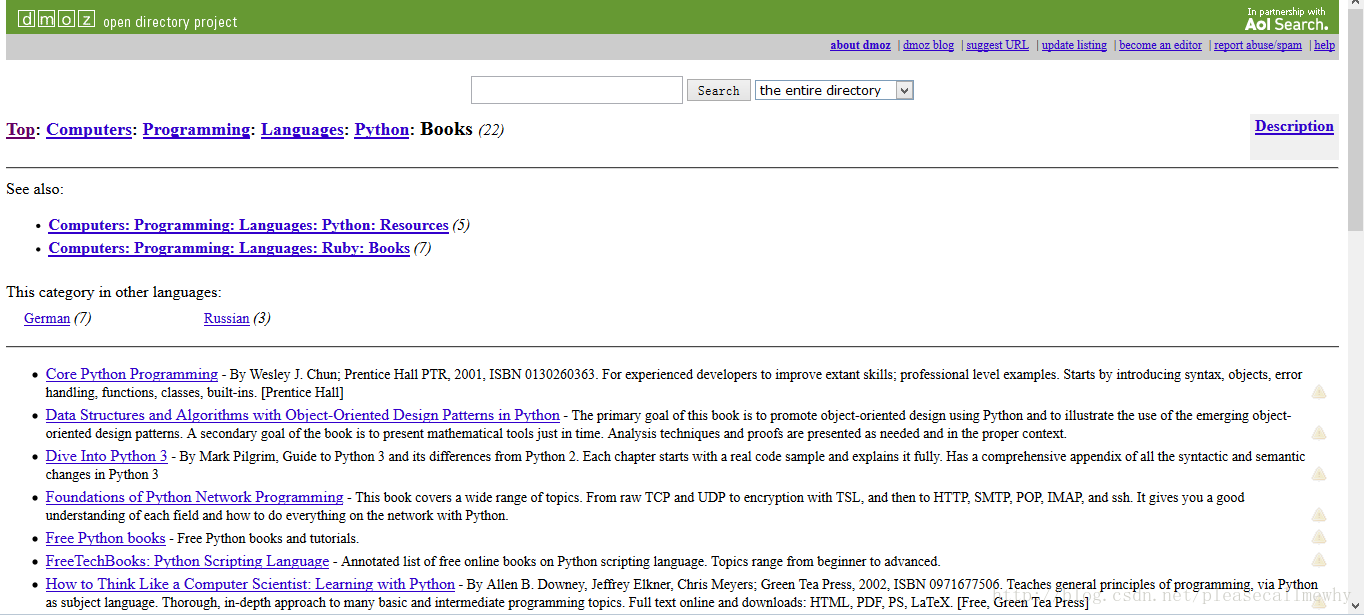 dmoz open directory project
In partnership with
Aol Search.
about dmoz | dmoz blog | suggest URL | update listing | become an editor | report abuse/spam | help
Search the entire directory
Top: Computers: Programming: Languages: Python: Books (22)
Description
See also:
• Computers: Programming: Languages: Python: Resources (5)
• Computers: Programming: Languages: Ruby: Books (7)
This category in other languages:
German (7) Russian (3)
• Core Python Programming - By Wesley J. Chun; Prentice Hall PTR, 2001, ISBN 0130260363. For experienced developers to improve extant skills; professional level examples. Starts by introducing syntax, objects, error
handling, functions, classes, built-ins. [Prentice Hall]
• Data Structures and Algorithms with Object-Oriented Design Patterns in Python - The primary goal of this book is to promote object-oriented design using Python and to illustrate the use of the emerging object-
oriented design patterns. A secondary goal of the book is to present mathematical tools just in time. Analysis techniques and proofs are presented as needed and in the proper context.
• Dive Into Python 3 - By Mark Pilgrim, Guide to Python 3 and its differences from Python 2. Each chapter starts with a real code sample and explains it fully. Has a comprehensive appendix of all the syntactic and semantic
changes in Python 3
• Foundations of Python Network Programming - This book covers a wide range of topics. From raw TCP and UDP to encryption with TSL, and then to HTTP, SMTP, POP, IMAP, and ssh. It gives you a good
understanding of each field and how to do everything on the network with Python.
• Free Python books - Free Python books and tutorials.
• FreeTechBooks: Python Scripting Language - Annotated list of free online books on Python scripting language. Topics range from beginner to advanced.
• How to Think Like a Computer Scientist: Learning with Python - By Allen B. Downey, Jeffrey Elkner, Chris Meyers; Green Tea Press, 2002, ISBN 0971677506. Teaches general principles of programming, via Python
as subject language. Thorough, in-depth approach to many basic and intermediate programming topics. Full text online and downloads: HTML, PDF, PS, LaTeX. [Free, Green Tea Press]
http://blog.csdn.net/pleasecallmewhy